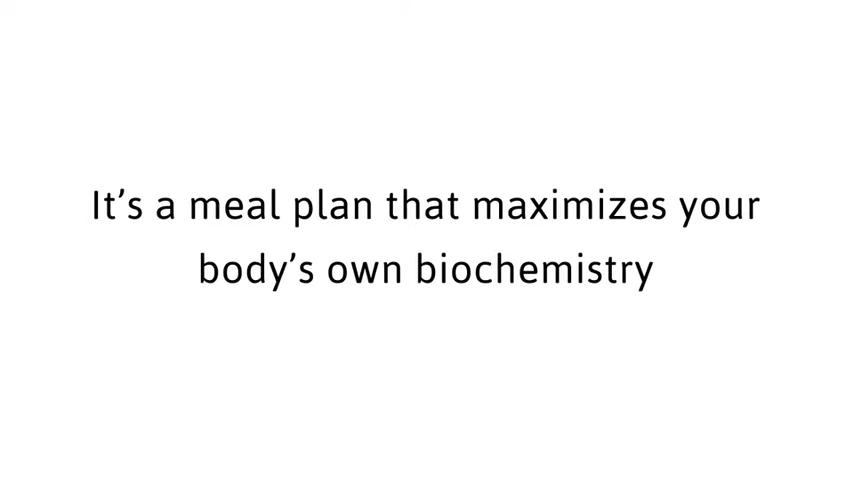 It’s a meal plan that maximizes your
body’s own biochemistry